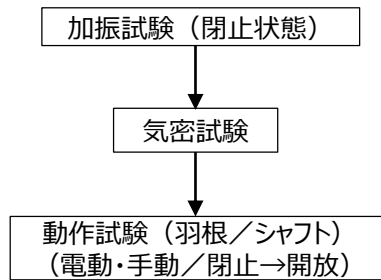 加振試験（閉止状態）
気密試験
動作試験（羽根／シャフト）
（電動・手動／閉止→開放）